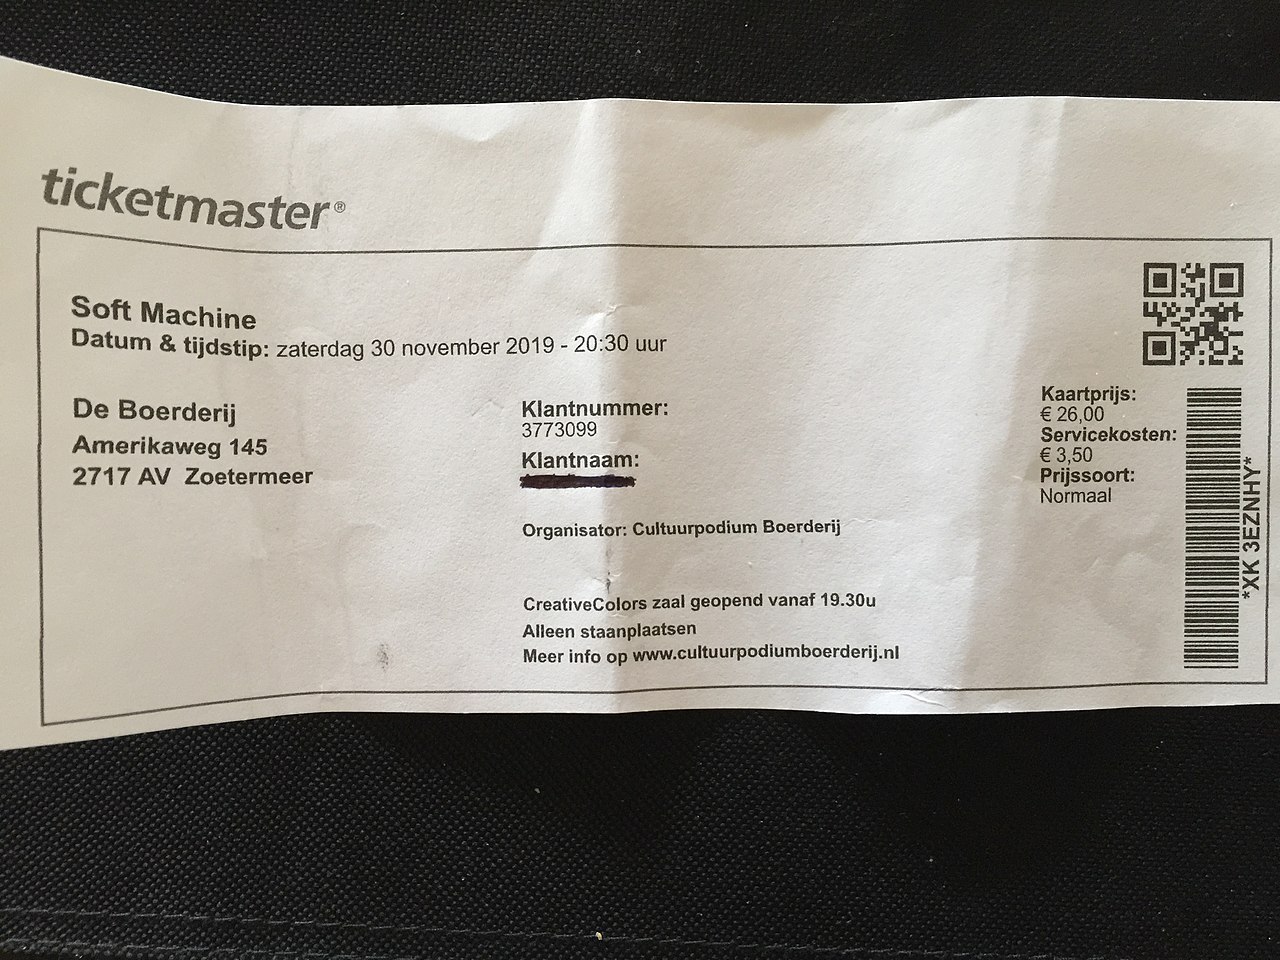 ticketmaster®
Soft Machine
Datum & tijdstip: zaterdag 30 november 2019 - 20:30 uur
De Boerderij
Amerikaweg 145
2717 AV Zoetermeer
Klantnummer:
3773099
Klantnaam:
Organisator: Cultuurpodium Boerderij
CreativeColors zaal geopend vanaf 19.30u
Alleen staanplaatsen
Meer info op www.cultuurpodiumboerderij.nl
Kaartprijs:
€ 26,00
Servicekosten:
€ 3,50
Prijssoort:
Normaal
*XK 3EZNHY*